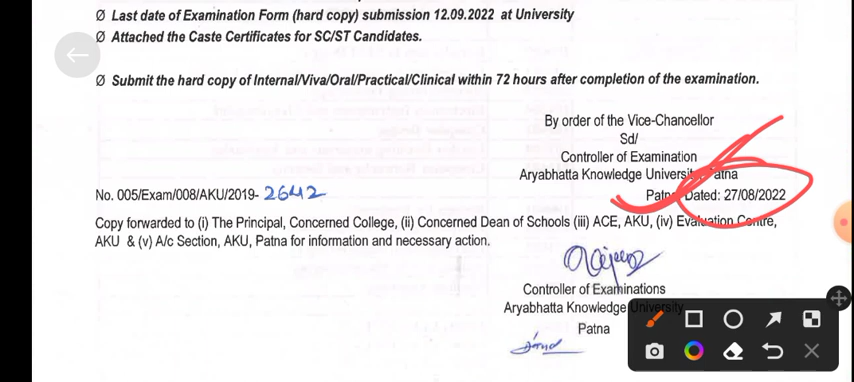 Ø Last date of Examination Form (hard copy) submission 12.09.2022 at University
Ø Attached the Caste Certificates for SC/ST Candidates.
Ø Submit the hard copy of Internal/Viva/Oral/Practical/Clinical within 72 hours after completion of the examination.
By order of the Vice-Chancellor
Sd/
Controller of Examination
Aryabhatta Knowledge University, Patna
No. 005/Exam/008/AKU/2019- 2642
Patna Dated: 27/08/2022
Copy forwarded to (i) The Principal, Concerned College, (ii) Concerned Dean of Schools (iii) ACE, AKU, (iv) Evaluation Centre,
AKU & (v) A/c Section, AKU, Patna for information and necessary action.
Controller of Examinations
Aryabhatta Knowledge University
Patna